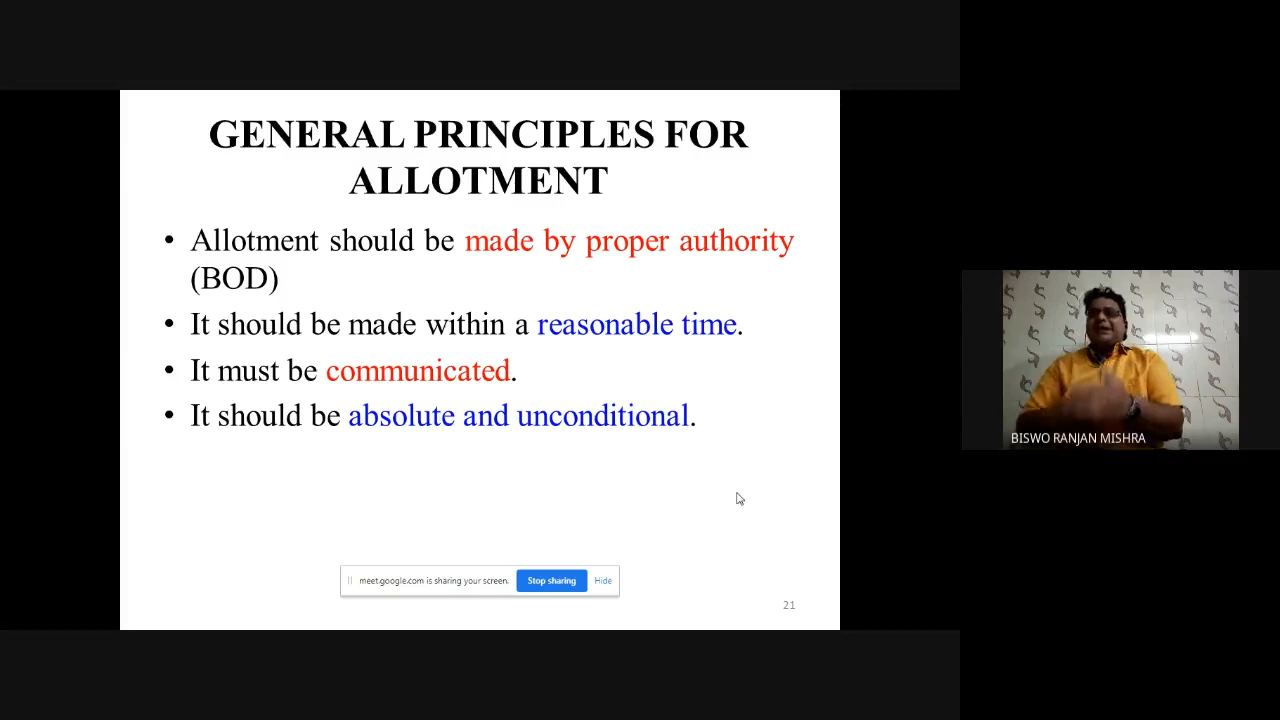 GENERAL PRINCIPLES FOR
ALLOTMENT
• Allotment should be made by proper authority
(BOD)
• It should be made within a reasonable time.
• It must be communicated.
• It should be absolute and unconditional.
meet.google.com is sharing your screen. Stop sharing Hide
21
BISWO RANJAN MISHRA